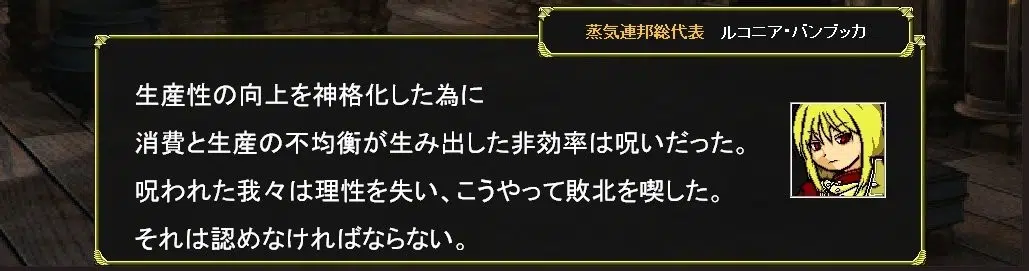 蒸気連邦総代表 ルコニア・バンブッカ
生産性の向上を神格化した為に
消費と生産の不均衡が生み出した非効率は呪いだった。
呪われた我々は理性を失い、こうやって敗北を喫した。
それは認めなければならない。